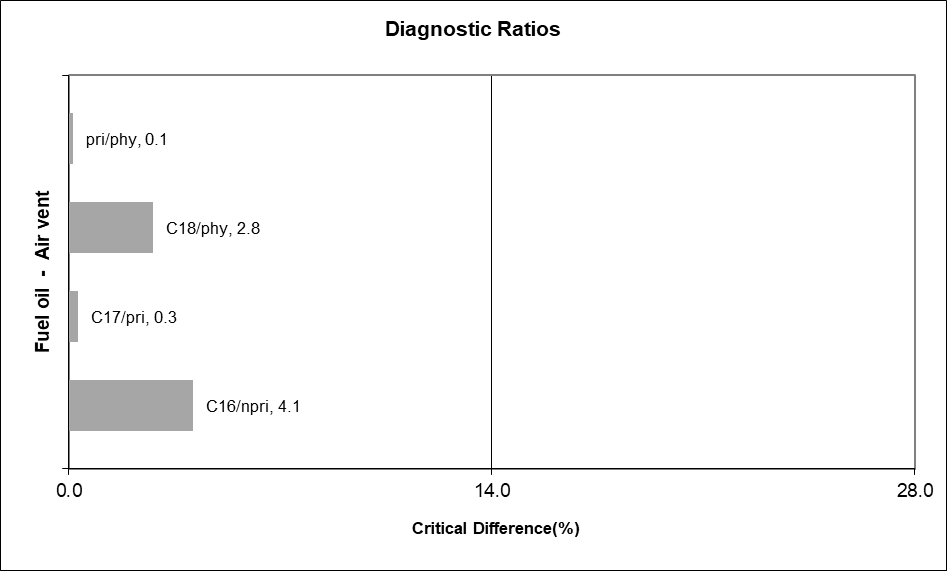 Diagnostic Ratios
Fuel oil - Air vent
pri/phy, 0.1
C18/phy, 2.8
C17/pri, 0.3
C16/npri, 4.1
0.0
14.0
28.0
Critical Difference(%)